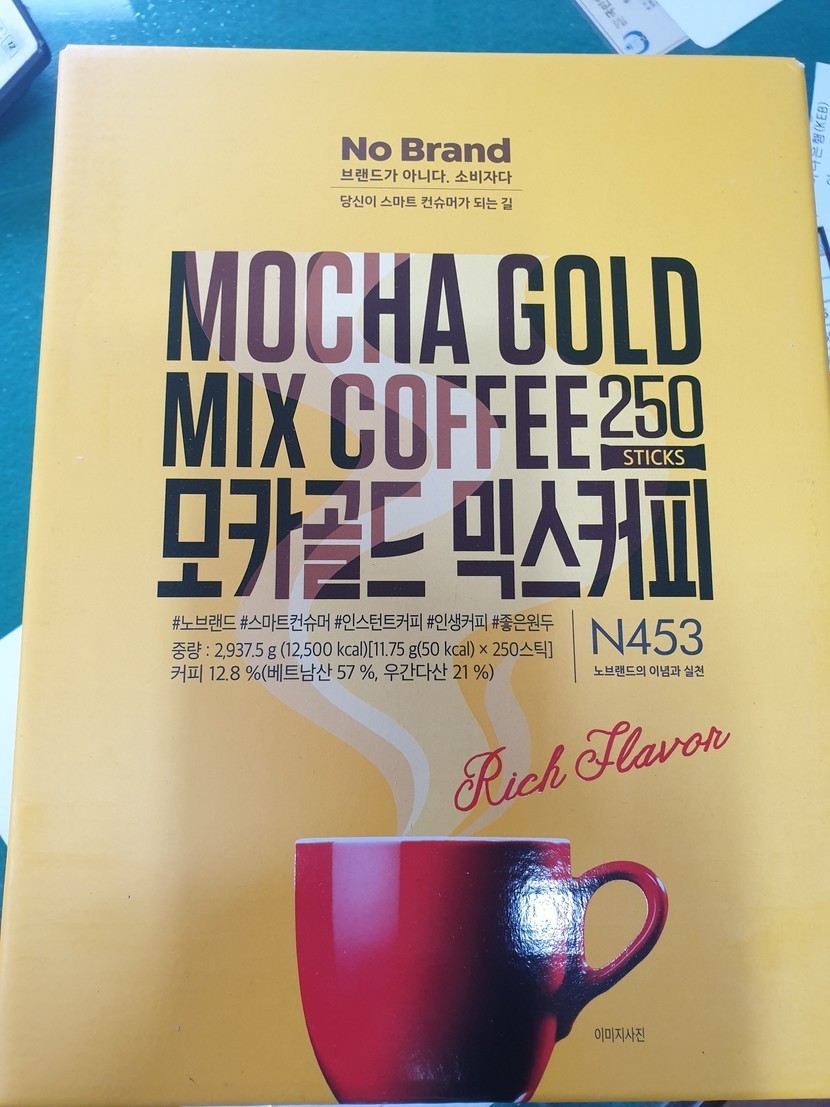 No Brand
브랜드가 아니다. 소비자다
당신이 스마트 컨슈머가 되는 길
MOCHA GOLD
MIX COFFEE 250
STICKS
모카골드 믹스커피
#노브랜드 #스마트컨슈머 #인스턴트커피 #인생커피 #좋은원두
중량 : 2,937.5 g (12,500 kcal)[11.75 g(50 kcal) × 250스틱]
커피 12.8 %(베트남산 57 %, 우간다산 21 %)
N453
노브랜드의 이념과 실천
Rich Flavor
이미지사진
(KEB)